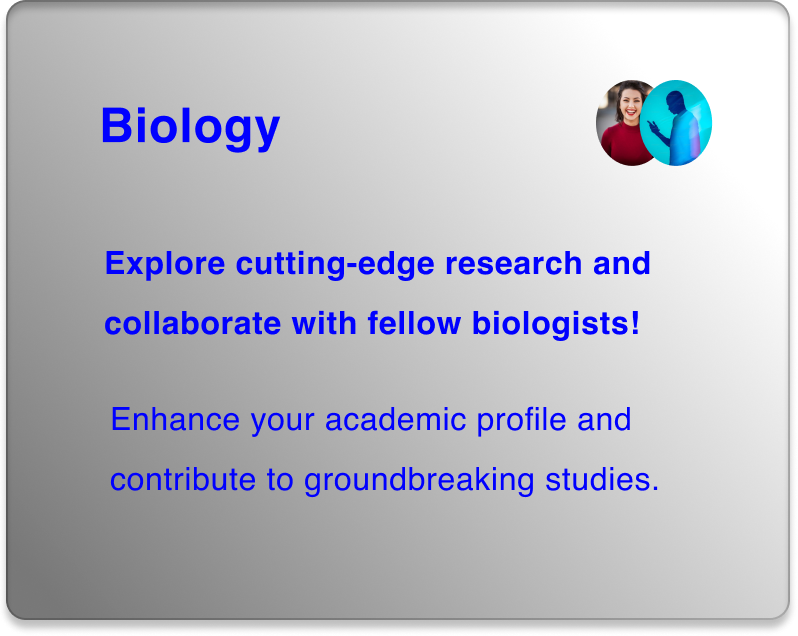 Biology
Explore cutting-edge research and
collaborate with fellow biologists!
Enhance your academic profile and
contribute to groundbreaking studies.